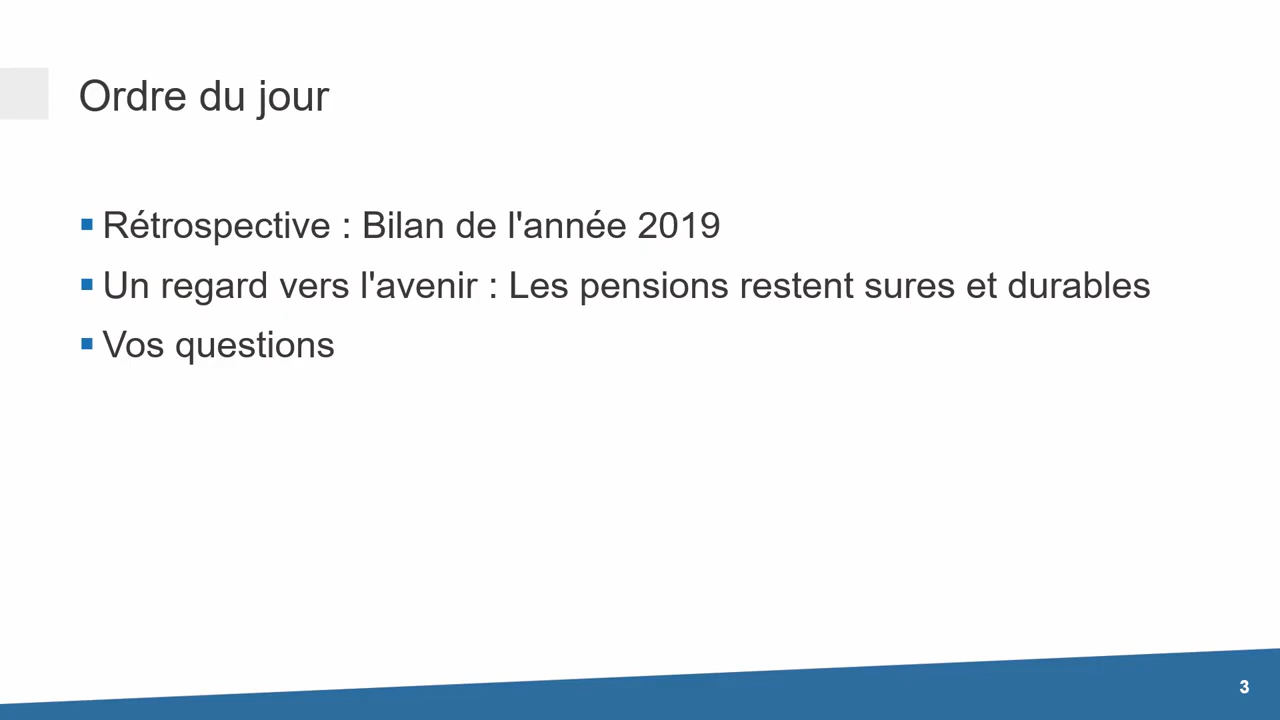 Ordre du jour
Rétrospective : Bilan de l'année 2019
Un regard vers l'avenir : Les pensions restent sures et durables
Vos questions
3